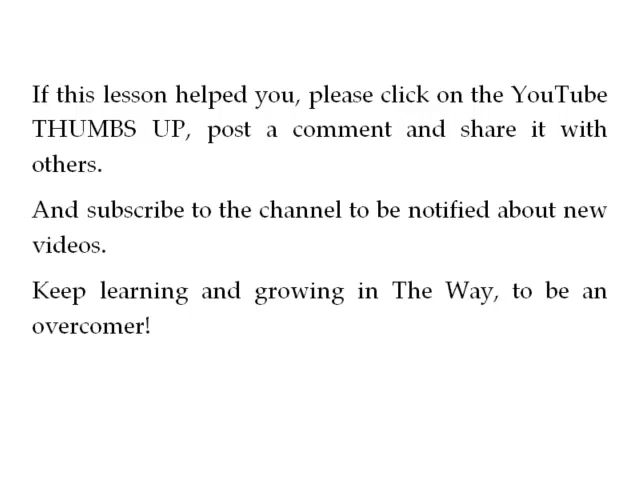 If this lesson helped you, please click on the YouTube
THUMBS UP, post a comment and share it with
others.
And subscribe to the channel to be notified about new
videos.
Keep learning and growing in The Way, to be an
overcomer!